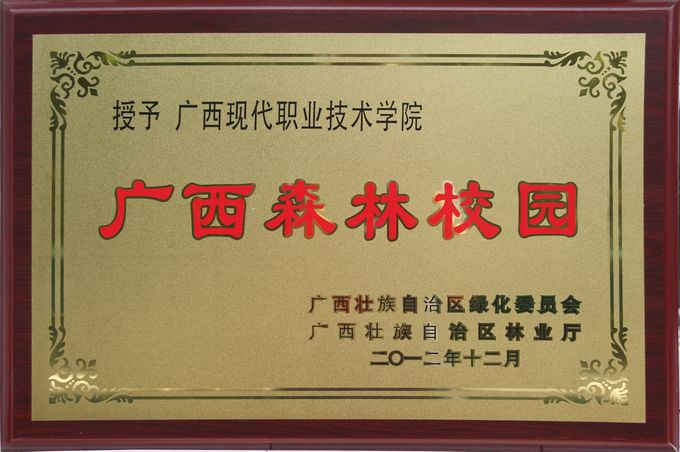 授予 广西现代职业技术学院
广西森林校园
广西壮族自治区绿化委员会
广西壮族自治区林业厅
二〇一二年十二月